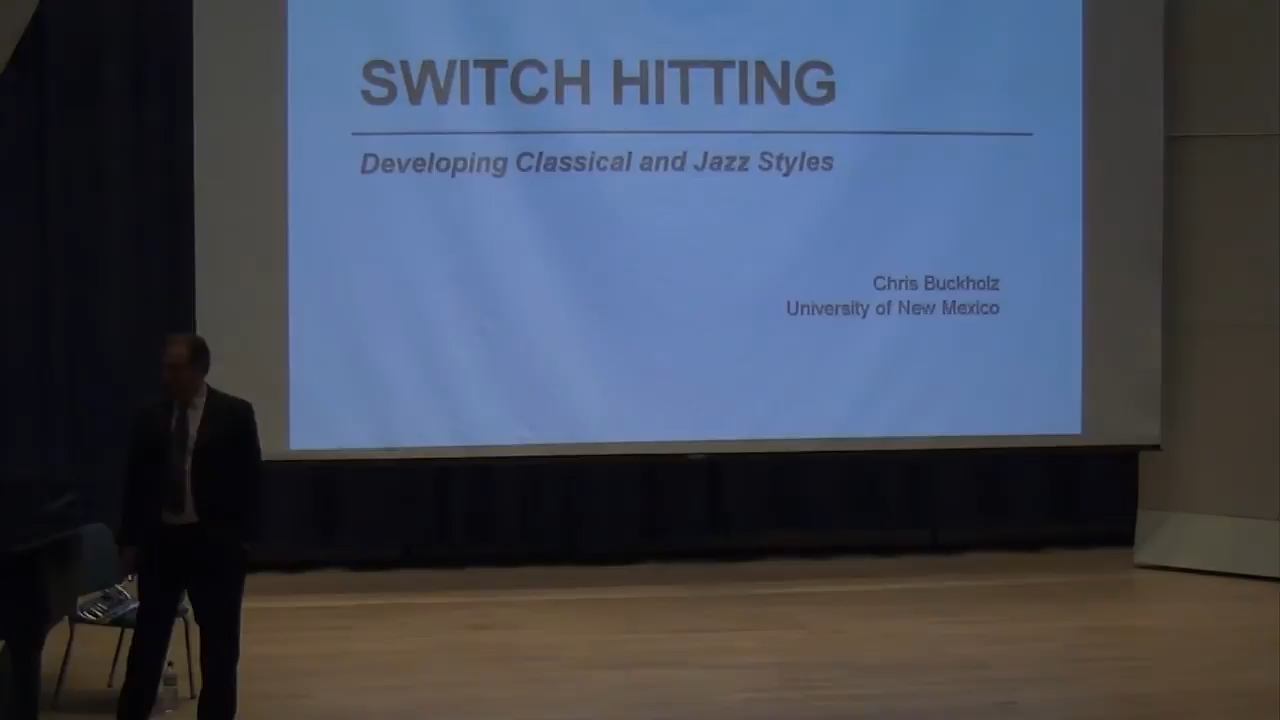 SWITCH HITTING
Developing Classical and Jazz Styles
Chris Buckholz
University of New Mexico